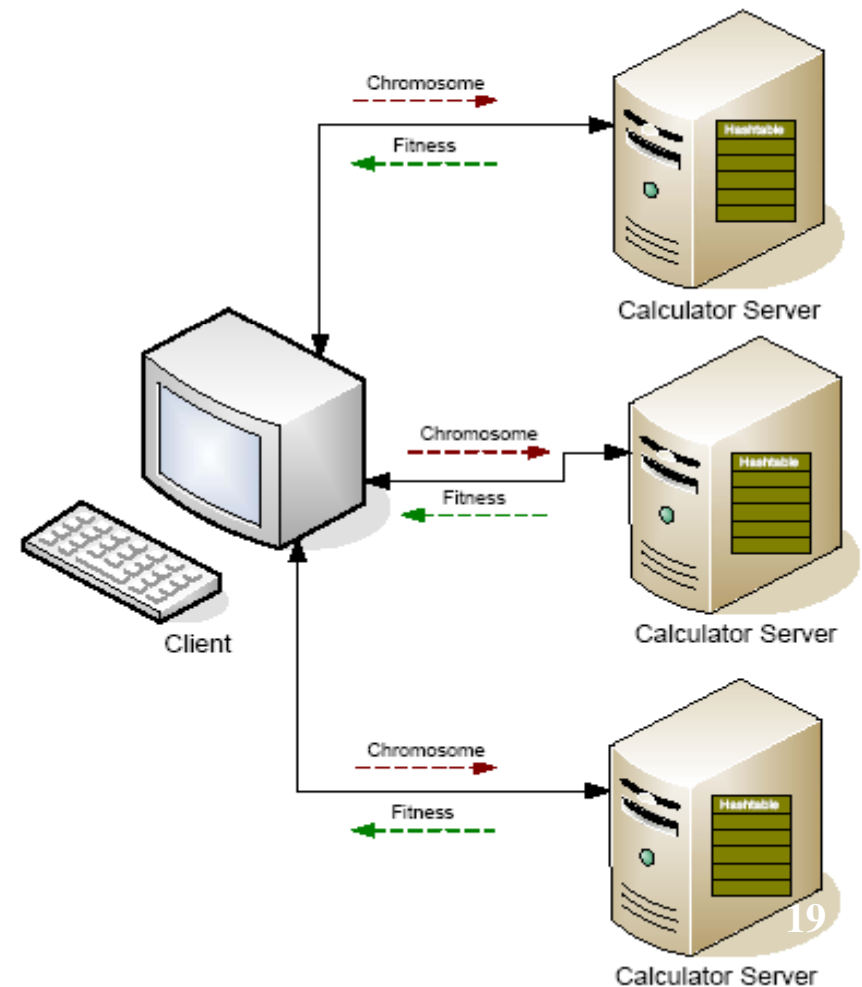 Chromosome
Fitness
Hashtable
Calculator Server
Chromosome
Fitness
Hashtable
Calculator Server
Client
Chromosome
Fitness
Hashtable
19
Calculator Server